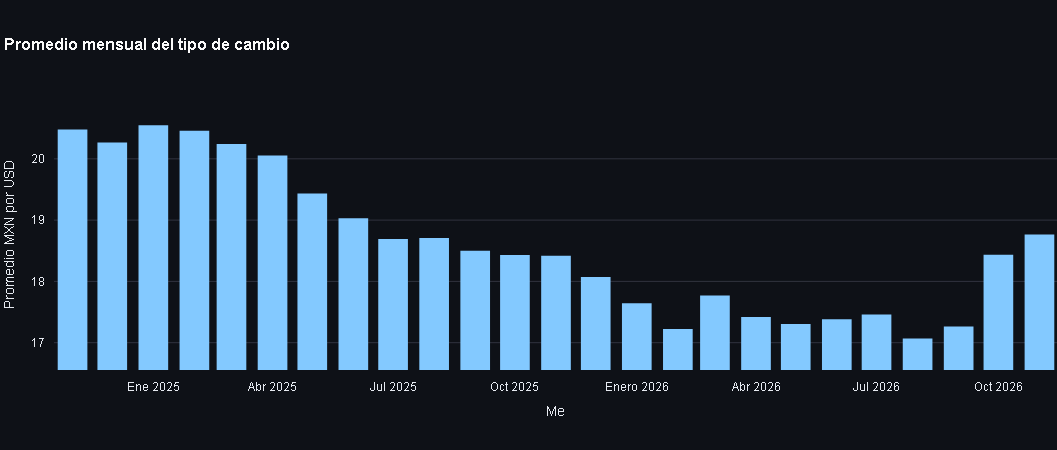 Promedio mensual del tipo de cambio
Promedio MXN por USD
20
19
18
17
Ene 2025
Abr 2025
Jul 2025
Oct 2025
Enero 2026
Abr 2026
Jul 2026
Oct 2026
Me